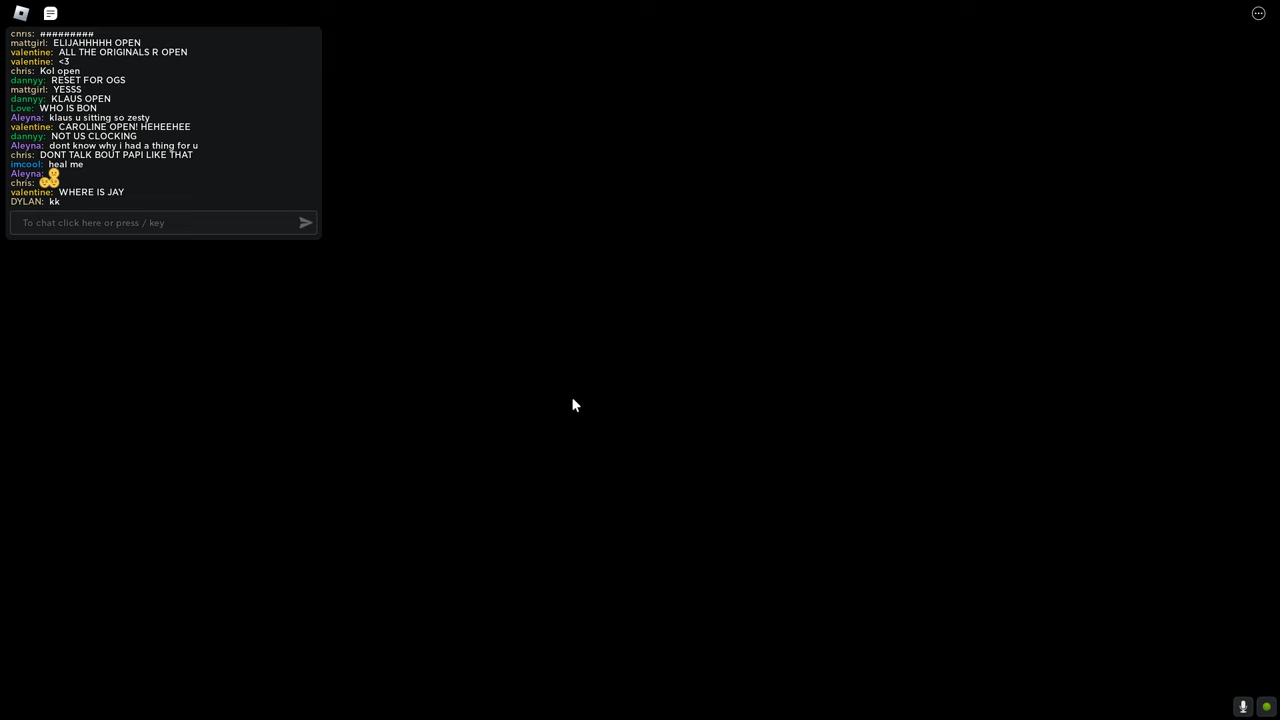 chris: #########
mattgirl: ELIJAHHHHH OPEN
valentine: ALL THE ORIGINALS R OPEN
valentine: <3
chris: Kol open
dannyy: RESET FOR OGS
mattgirl: YESSS
dannyy: KLAUS OPEN
Love: WHO IS BON
Aleyna: klaus u sitting so zesty
valentine: CAROLINE OPEN! HEHEEHEE
dannyy: NOT US CLOCKING
Aleyna: dont know why i had a thing for u
chris: DONT TALK BOUT PAPI LIKE THAT
imcool: heal me
Aleyna: 🫢
chris: 🤨🤨
valentine: WHERE IS JAY
DYLAN: kk
To chat click here or press / key